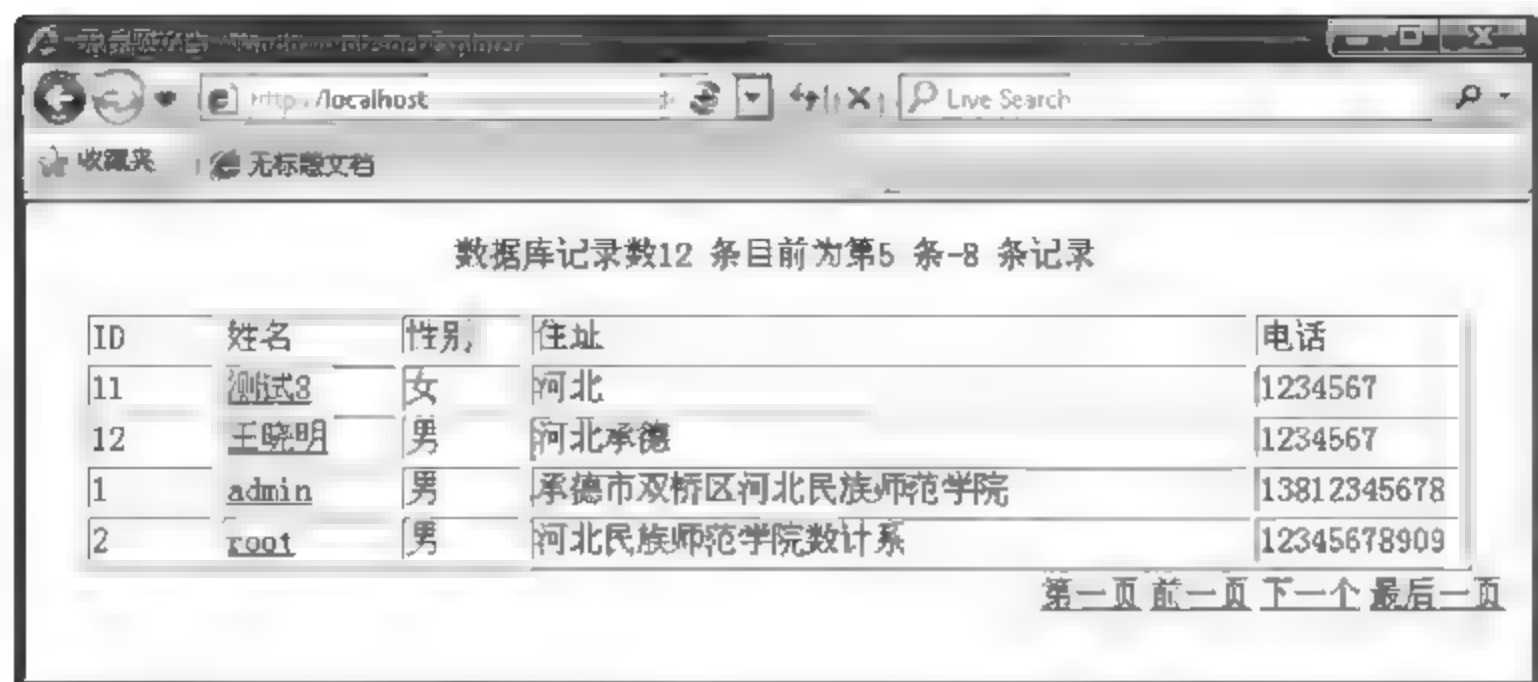 http://localhost
Live Search
收藏夹 无标题文档
数据库记录数12 条目前为第5 条-8 条记录
ID 姓名 性别 住址 电话
11 测试3 女 河北 1234567
12 王晓明 男 河北承德 1234567
1 admin 男 承德市双桥区河北民族师范学院 13812345678
2 root 男 河北民族师范学院数计系 12345678909
第一页 前一页 下一个 最后一页